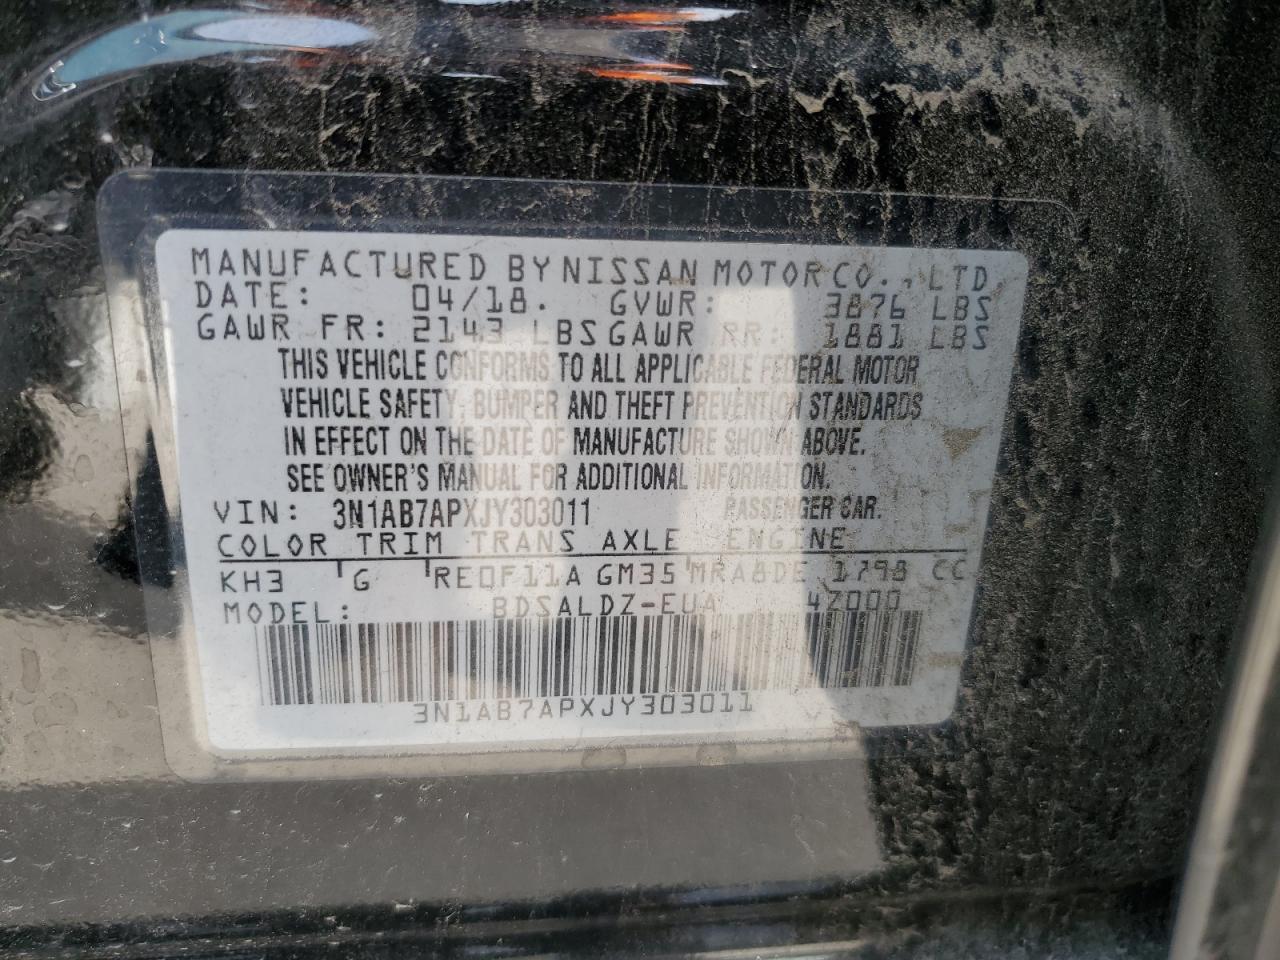 MANUFACTURED BY NISSAN MOTOR CO., LTD.
DATE: 04/18. GVWR: 3876 LBS
GAWR FR: 2143 LBS GAWR RR: 1881 LBS
THIS VEHICLE CONFORMS TO ALL APPLICABLE FEDERAL MOTOR
VEHICLE SAFETY, BUMPER AND THEFT PREVENTION STANDARDS
IN EFFECT ON THE DATE OF MANUFACTURE SHOWN ABOVE.
SEE OWNER'S MANUAL FOR ADDITIONAL INFORMATION.
VIN: 3N1AB7APXJY303011 PASSENGER CAR.
COLOR TRIM TRANS AXLE ENGINE
KH3 G RE0F11A GM35 MRA8DE 1798 CC
MODEL: BDSALDZ-EUA 4Z000
3N1AB7APXJY303011